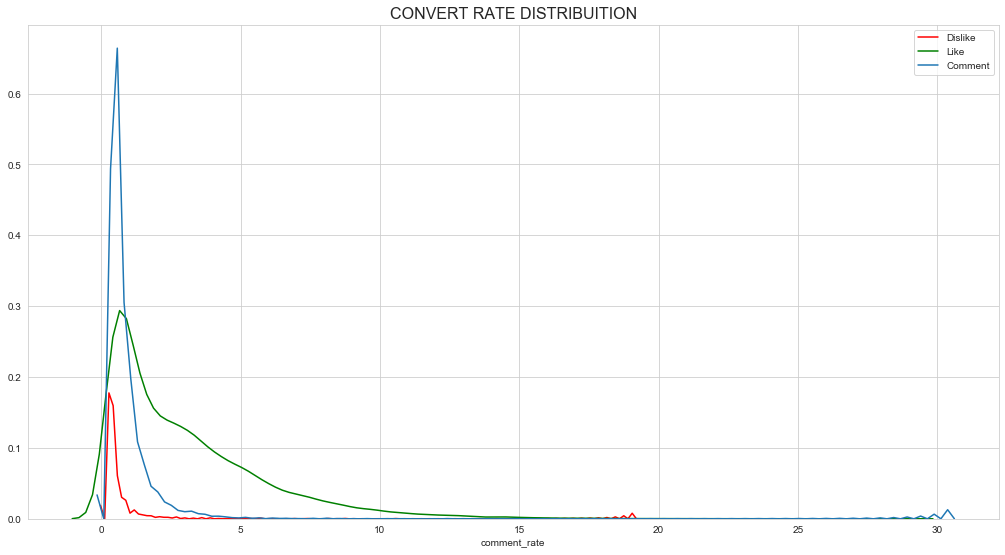 CONVERT RATE DISTRIBUITION
Dislike
Like
Comment
0.6
0.5
0.4
0.3
0.2
0.1
0.0
0 5 10 15 20 25 30
comment_rate